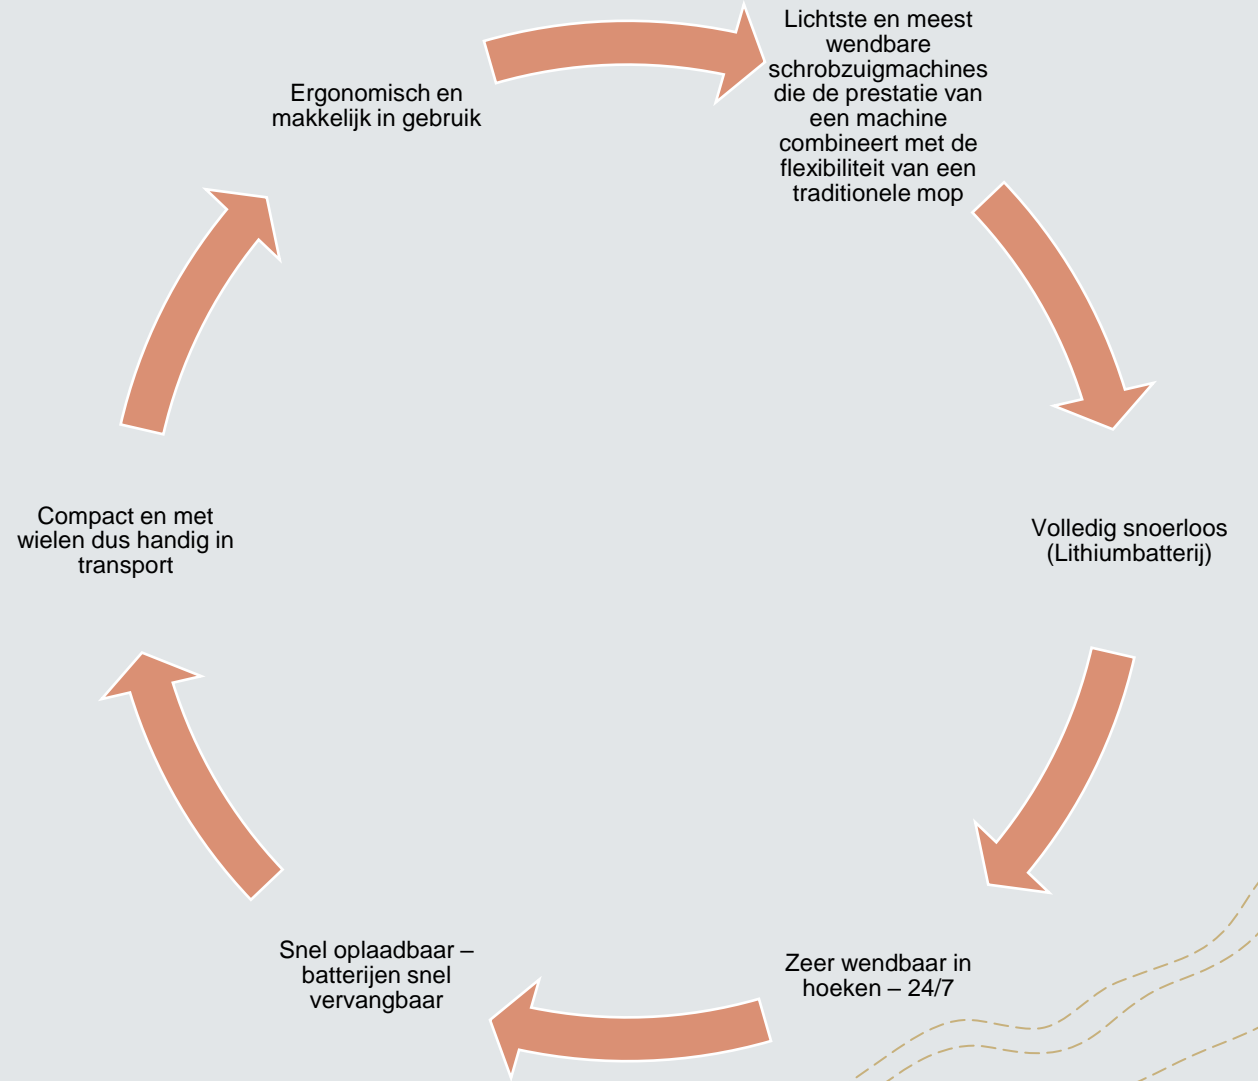 Lichtste en meest
wendbare
schrobzuigmachines
die de prestatie van
een machine
combineert met de
flexibiliteit van een
traditionele mop
Volledig snoerloos
(Lithiumbatterij)
Zeer wendbaar in
hoeken – 24/7
Snel oplaadbaar –
batterijen snel
vervangbaar
Compact en met
wielen dus handig in
transport
Ergonomisch en
makkelijk in gebruik